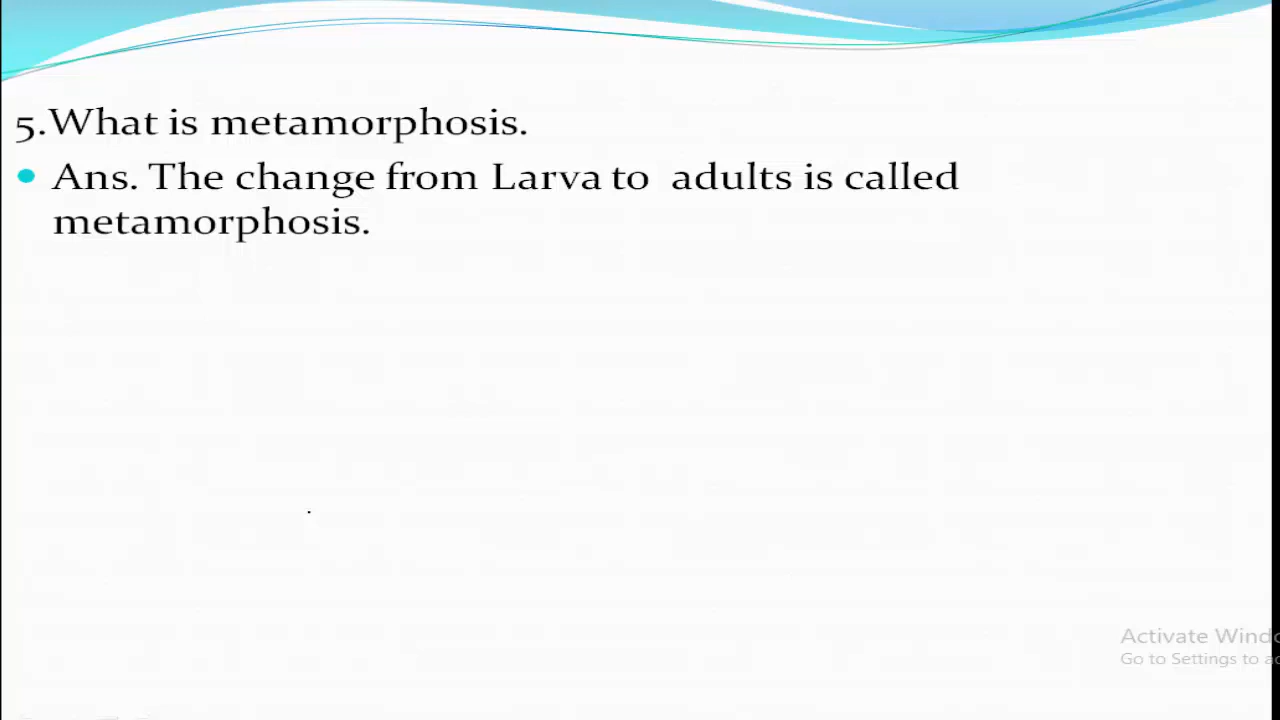 5.What is metamorphosis.
• Ans. The change from Larva to adults is called
metamorphosis.
Activate Windo
Go to Settings to ac